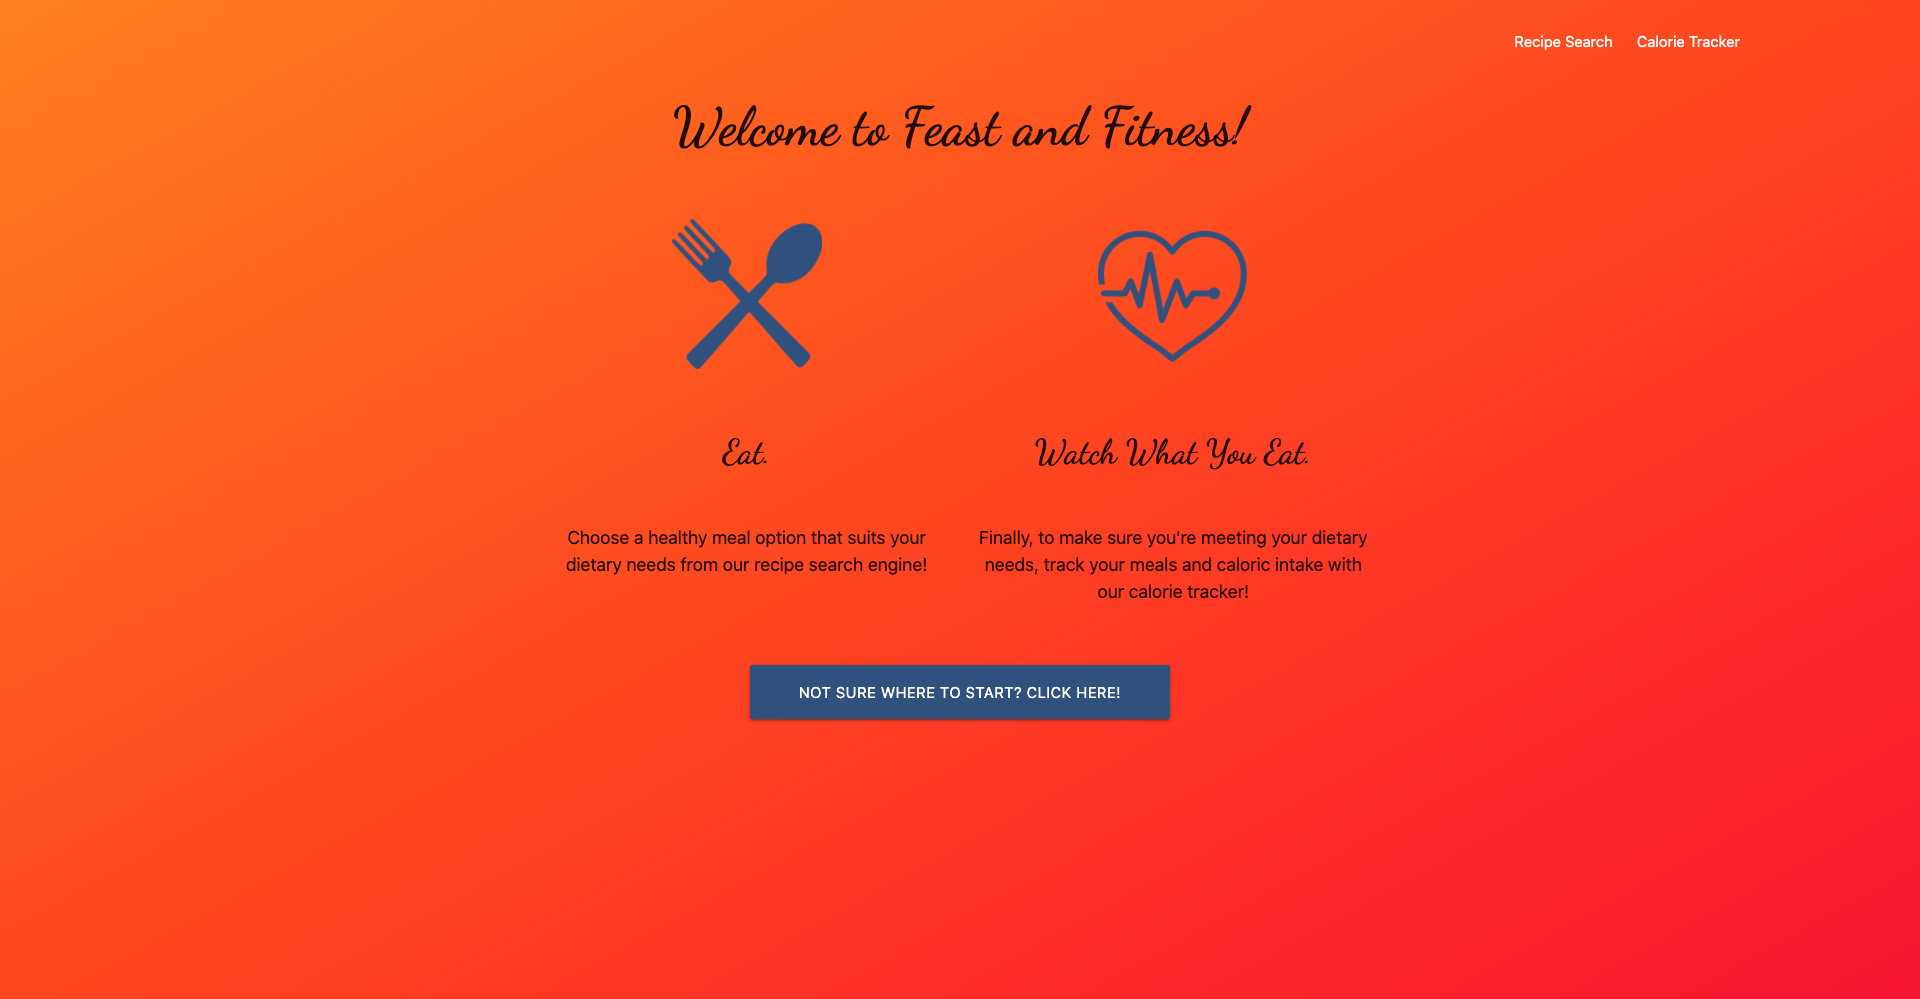 Recipe Search Calorie Tracker
Welcome to Feast and Fitness!
Eat.
Choose a healthy meal option that suits your
dietary needs from our recipe search engine!
Watch What You Eat.
Finally, to make sure you're meeting your dietary
needs, track your meals and caloric intake with
our calorie tracker!
NOT SURE WHERE TO START? CLICK HERE!